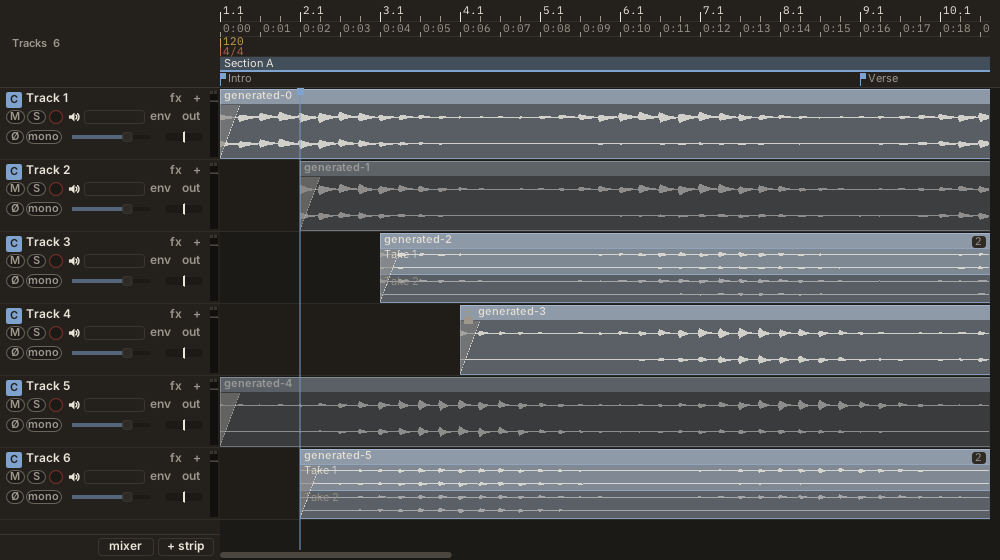 1.1 2.1 3.1 4.1 5.1 6.1 7.1 8.1 9.1 10.1
0:00 0:01 0:02 0:03 0:04 0:05 0:06 0:07 0:08 0:09 0:10 0:11 0:12 0:13 0:14 0:15 0:16 0:17 0:18 0
Tracks 6
120
4/4
Section A
Intro Verse
C Track 1 fx +
M S env out
Ø mono
generated-0
C Track 2 fx +
M S env out
Ø mono
generated-1
C Track 3 fx +
M S env out
Ø mono
generated-2 2
Take 1
Take 2
C Track 4 fx +
M S env out
Ø mono
generated-3
C Track 5 fx +
M S env out
Ø mono
generated-4
C Track 6 fx +
M S env out
Ø mono
generated-5 2
Take 1
Take 2
mixer + strip